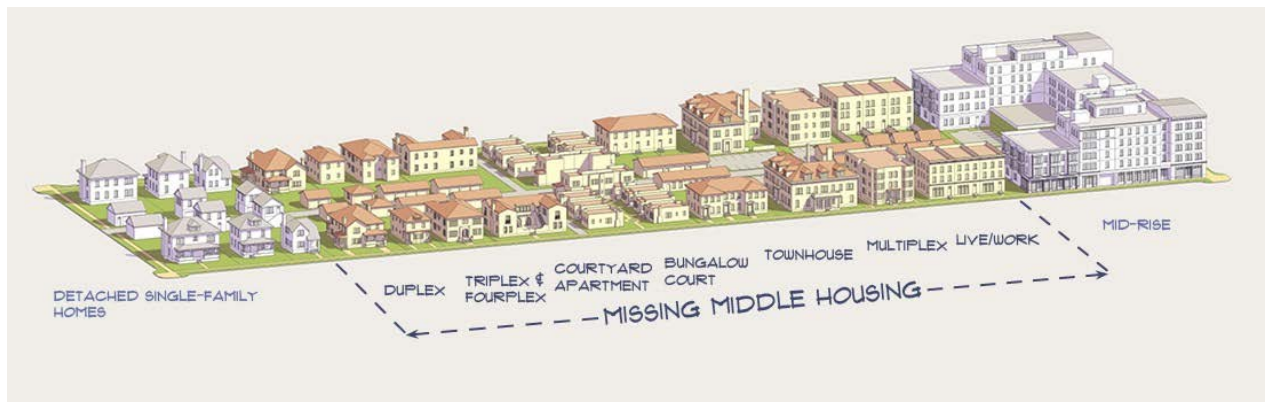 DETACHED SINGLE-FAMILY
HOMES
DUPLEX
TRIPLEX &
FOURPLEX
COURTYARD
APARTMENT
BUNGALOW
COURT
TOWNHOUSE
MULTIPLEX
LIVE/WORK
MID-RISE
MISSING MIDDLE HOUSING